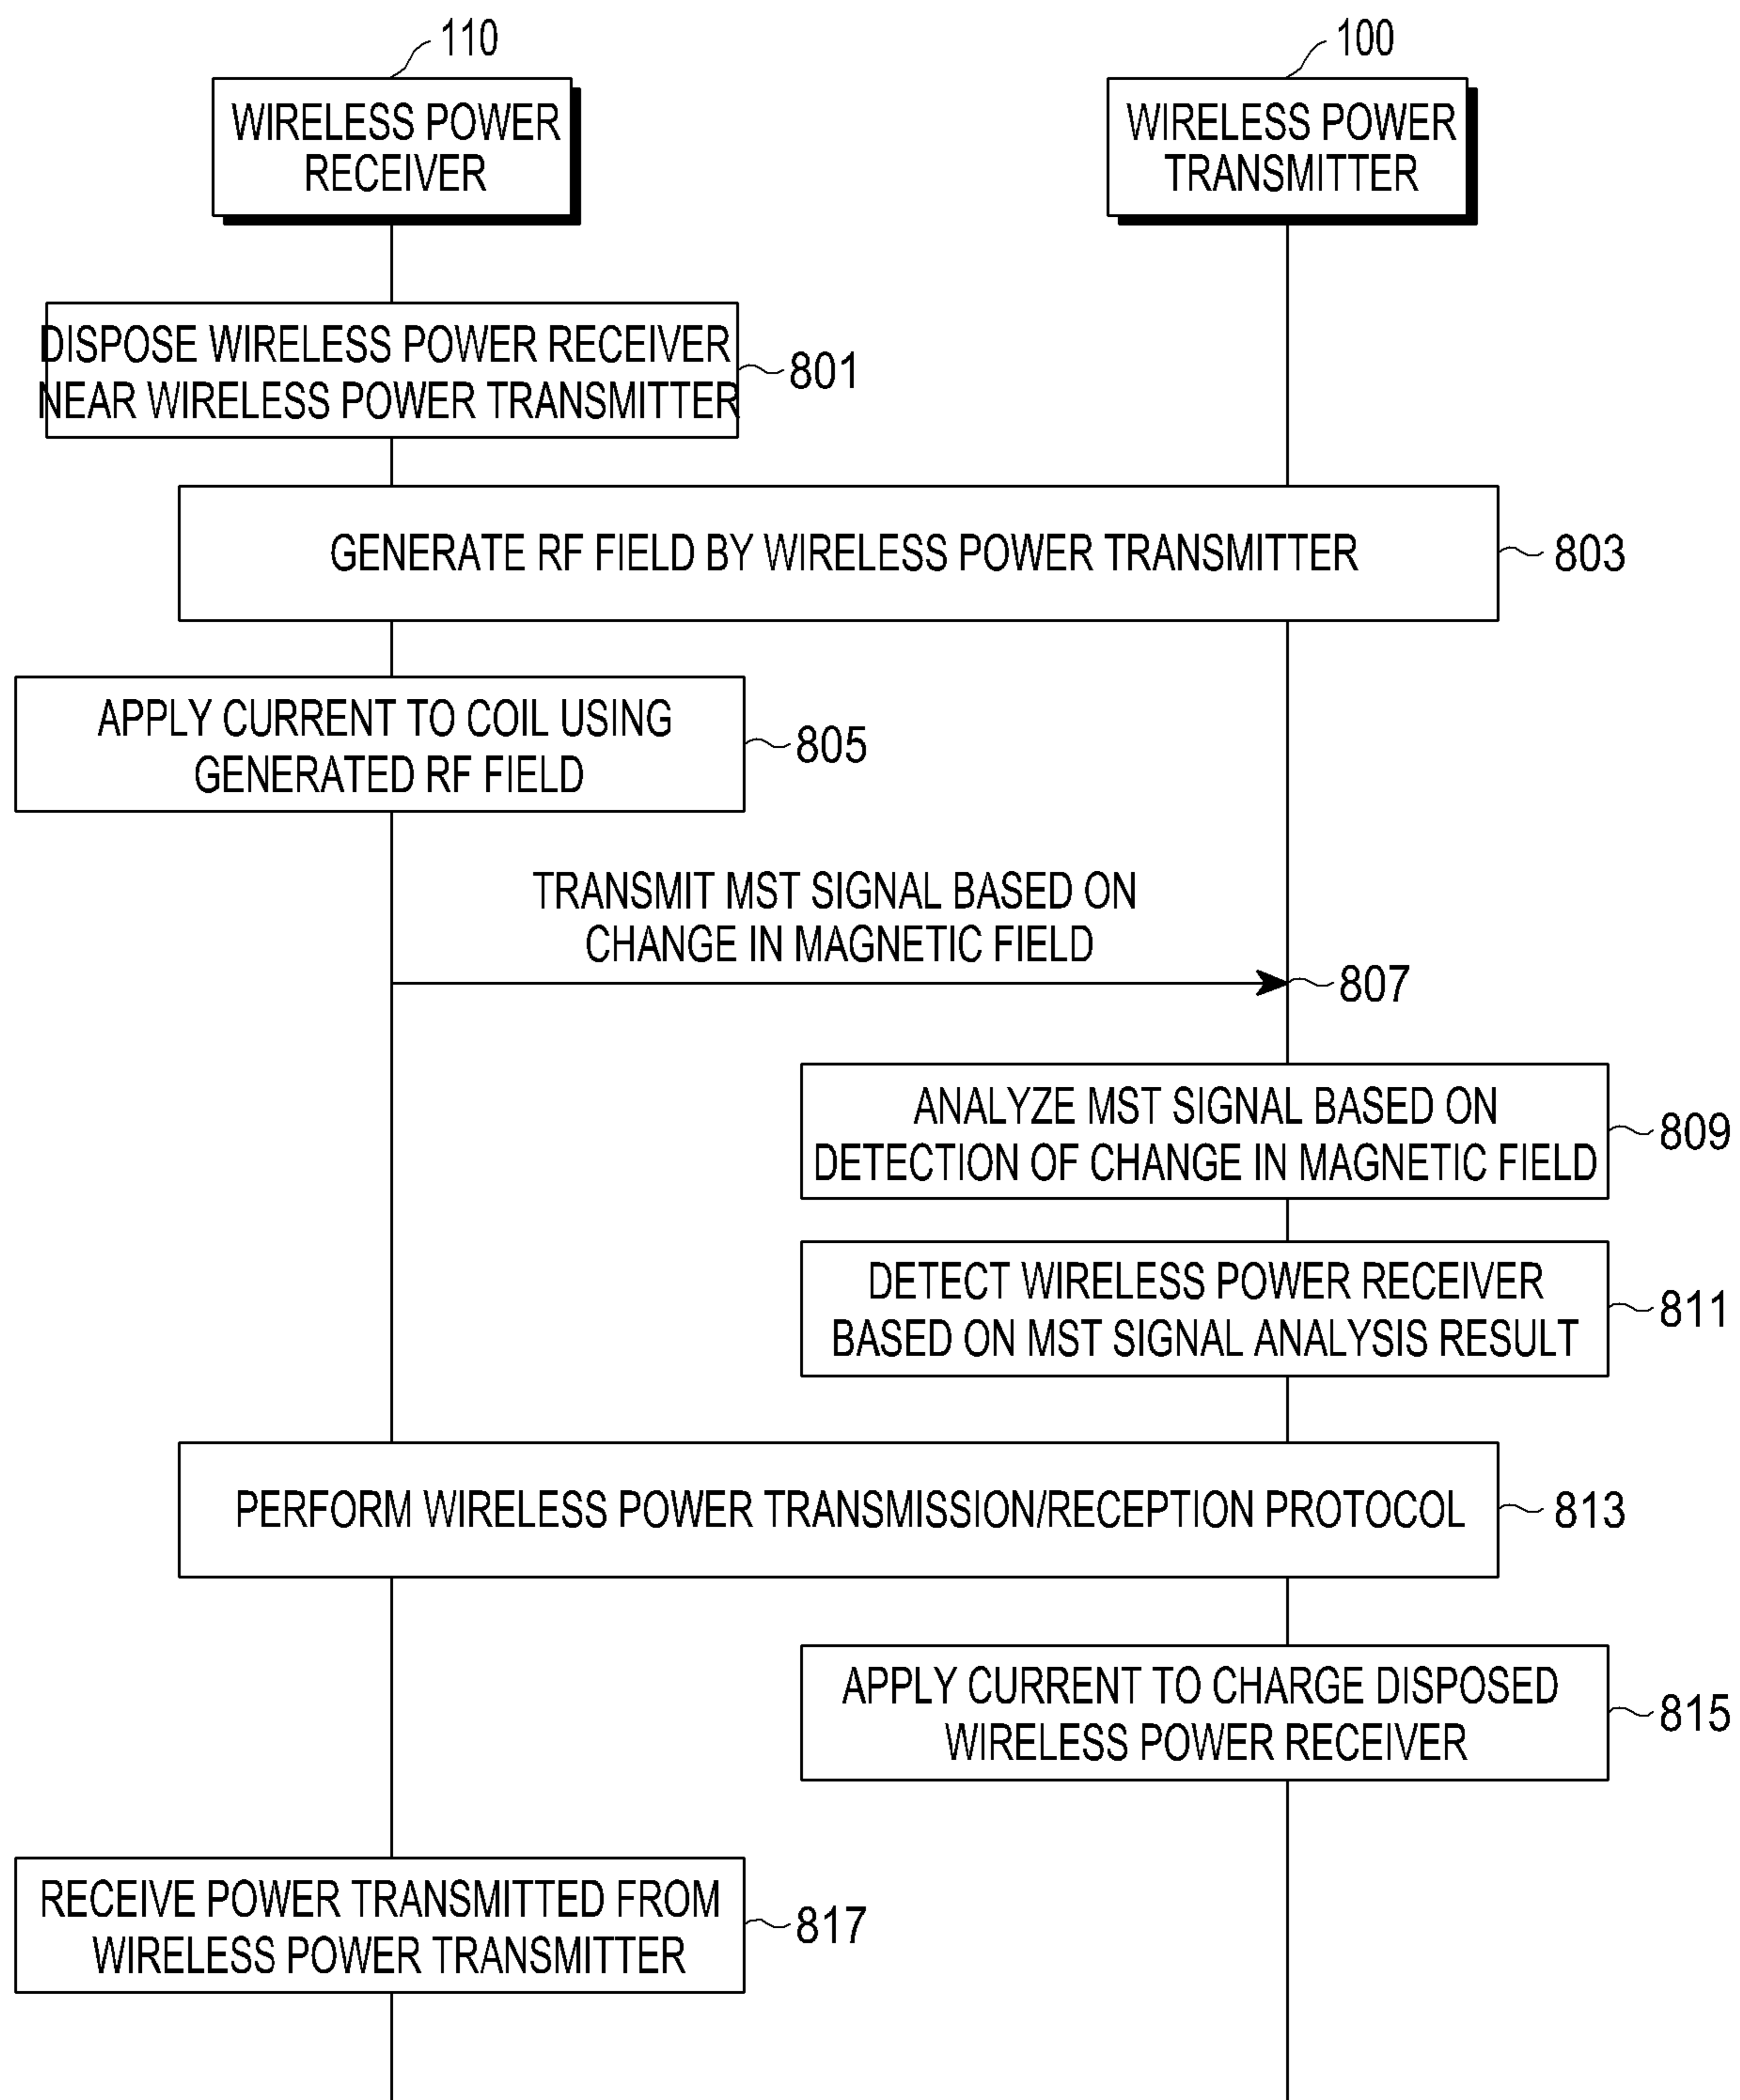 110
100
WIRELESS POWER
RECEIVER
WIRELESS POWER
TRANSMITTER
DISPOSE WIRELESS POWER RECEIVER
NEAR WIRELESS POWER TRANSMITTER
801
GENERATE RF FIELD BY WIRELESS POWER TRANSMITTER
803
APPLY CURRENT TO COIL USING
GENERATED RF FIELD
805
TRANSMIT MST SIGNAL BASED ON
CHANGE IN MAGNETIC FIELD
807
ANALYZE MST SIGNAL BASED ON
DETECTION OF CHANGE IN MAGNETIC FIELD
809
DETECT WIRELESS POWER RECEIVER
BASED ON MST SIGNAL ANALYSIS RESULT
811
PERFORM WIRELESS POWER TRANSMISSION/RECEPTION PROTOCOL
813
APPLY CURRENT TO CHARGE DISPOSED
WIRELESS POWER RECEIVER
815
RECEIVE POWER TRANSMITTED FROM
WIRELESS POWER TRANSMITTER
817